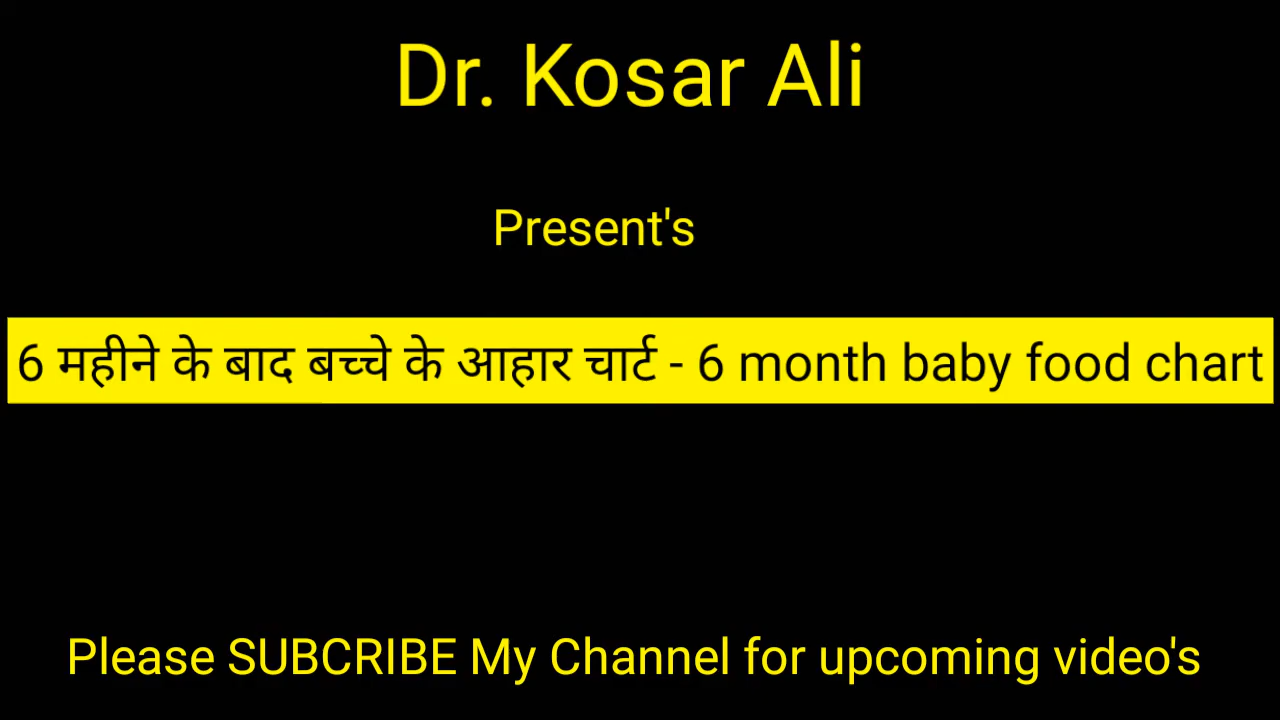 Dr. Kosar Ali
Present's
6 महीने के बाद बच्चे के आहार चार्ट - 6 month baby food chart
Please SUBCRIBE My Channel for upcoming video's